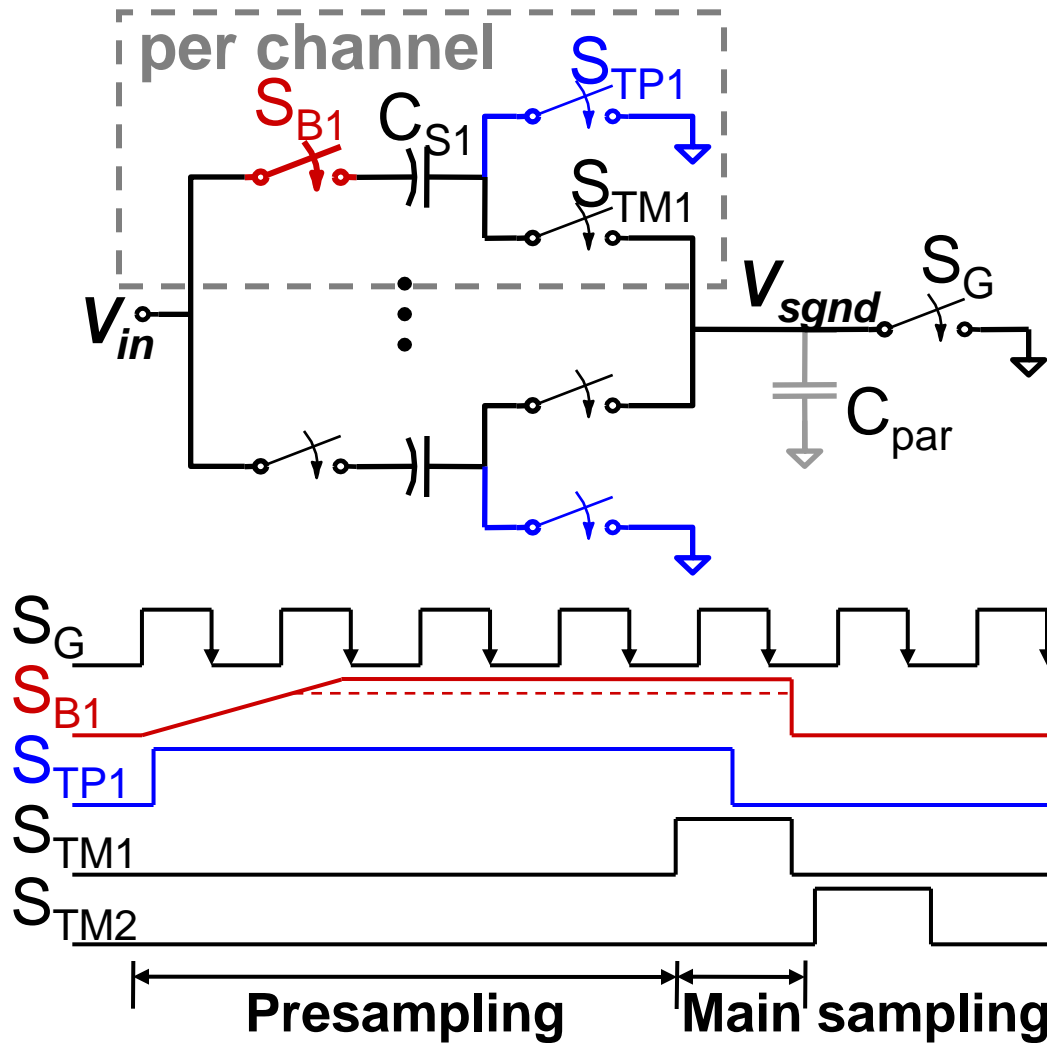 per channel
S_TP1
S_B1
C_S1
S_TM1
V_in
V_sgnd
S_G
C_par
S_G
S_B1
S_TP1
S_TM1
S_TM2
Presampling
Main sampling